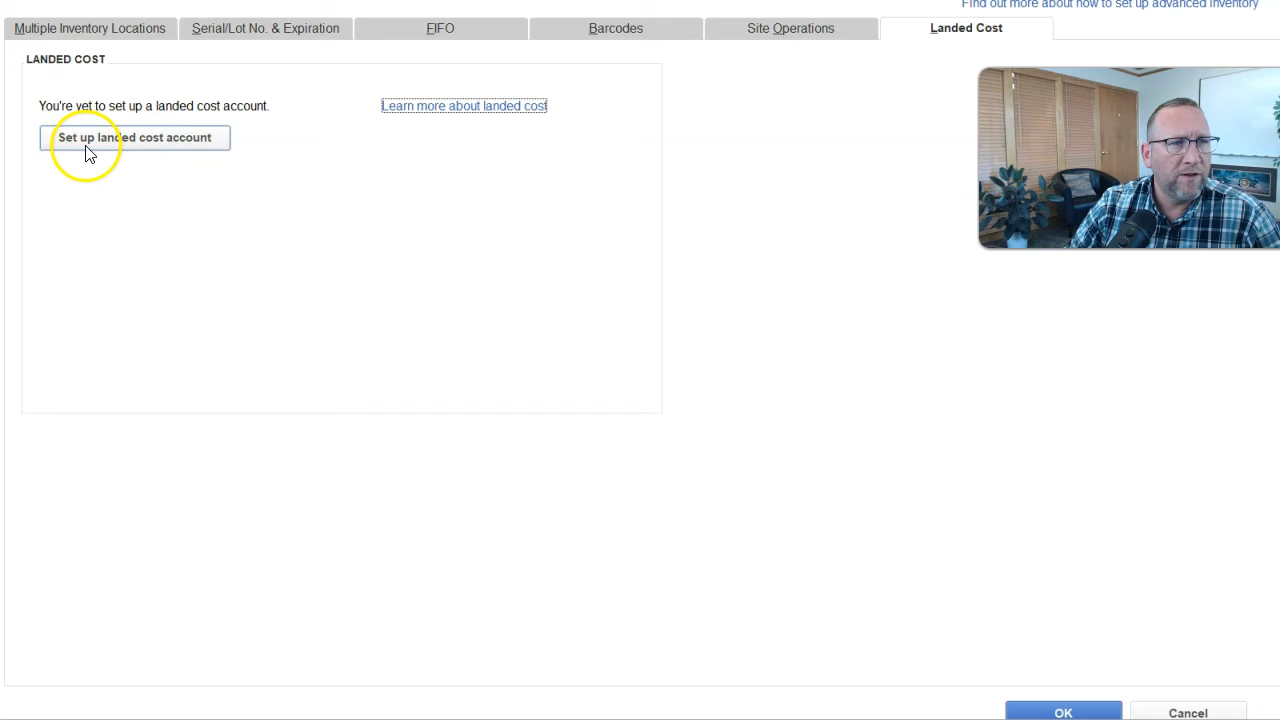 Find out more about how to set up advanced inventory
Multiple Inventory Locations
Serial/Lot No. & Expiration
FIFO
Barcodes
Site Operations
Landed Cost
LANDED COST
You're yet to set up a landed cost account.
Learn more about landed cost
Set up landed cost account
OK
Cancel